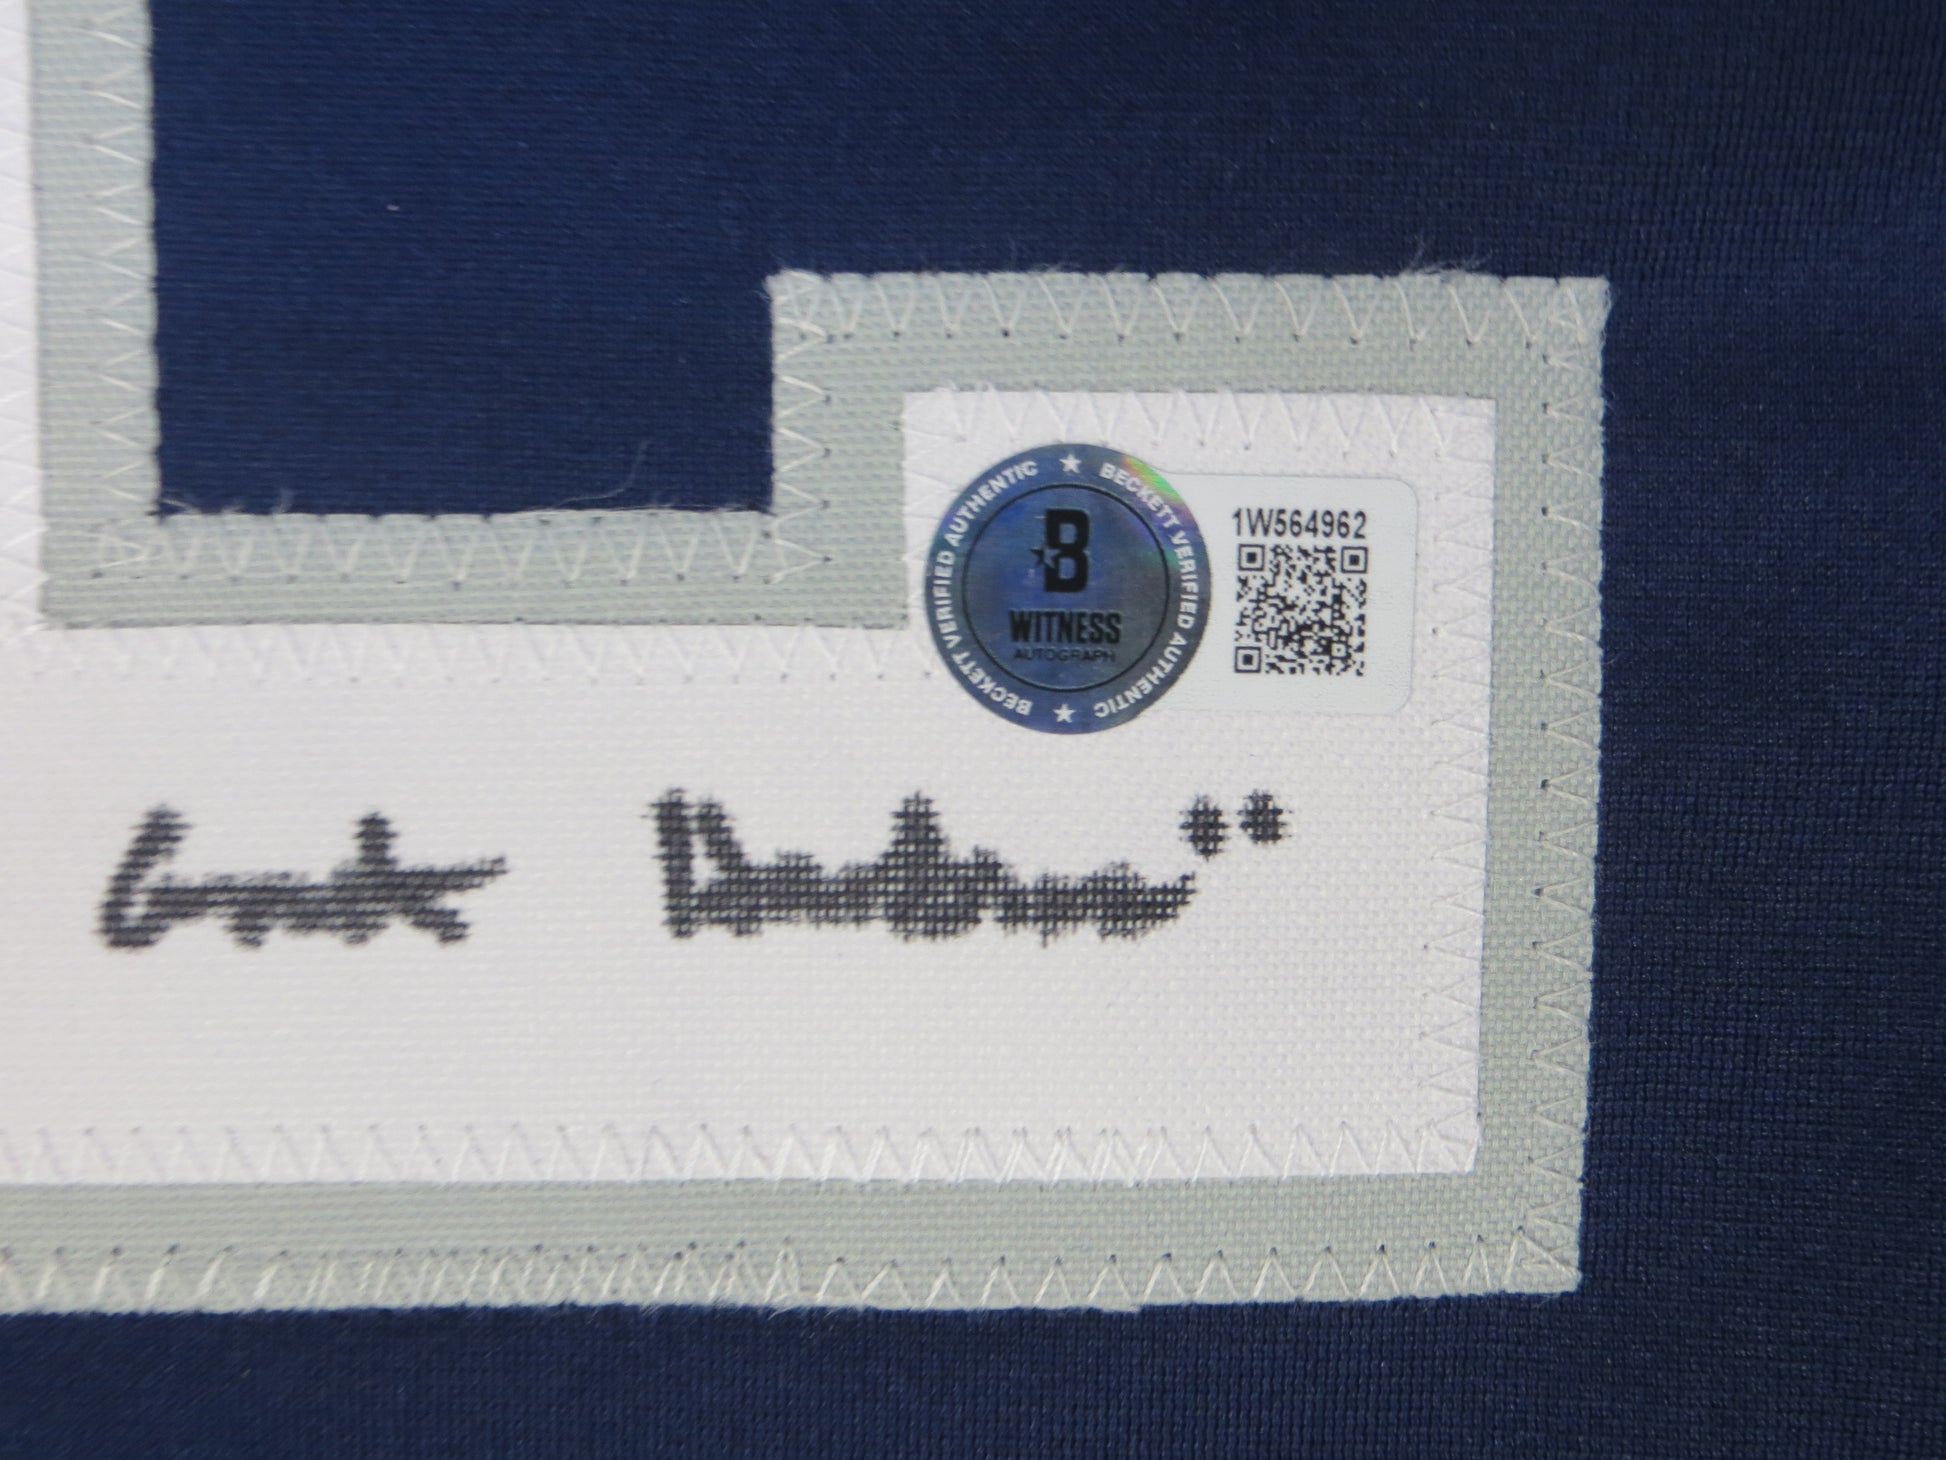 BECKETT VERIFIED AUTHENTIC ★ BECKETT VERIFIED AUTHENTIC ★
B
WITNESS
AUTOGRAPH
1W564962